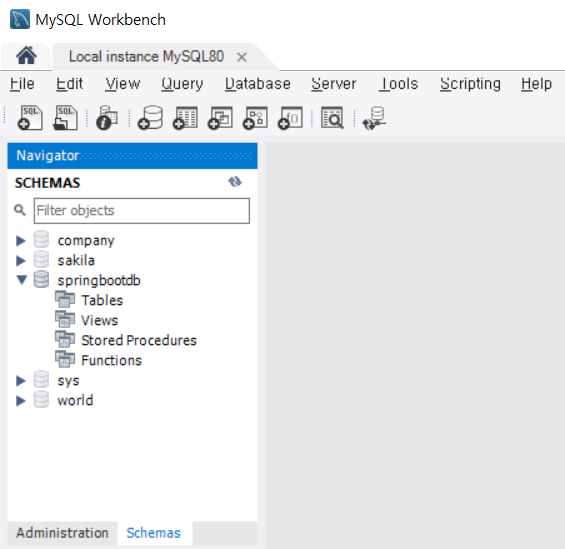 MySQL Workbench
Local instance MySQL80
File Edit View Query Database Server Tools Scripting Help
SQL SQL
Navigator
SCHEMAS
Filter objects
company
sakila
springbootdb
Tables
Views
Stored Procedures
Functions
sys
world
Administration Schemas